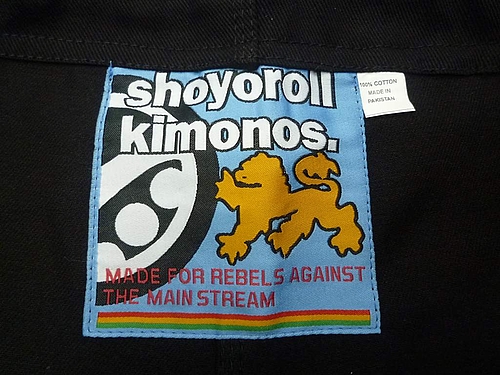 shoyoroll
kimonos.
100% COTTON
MADE IN
PAKISTAN
MADE FOR REBELS AGAINST
THE MAIN STREAM